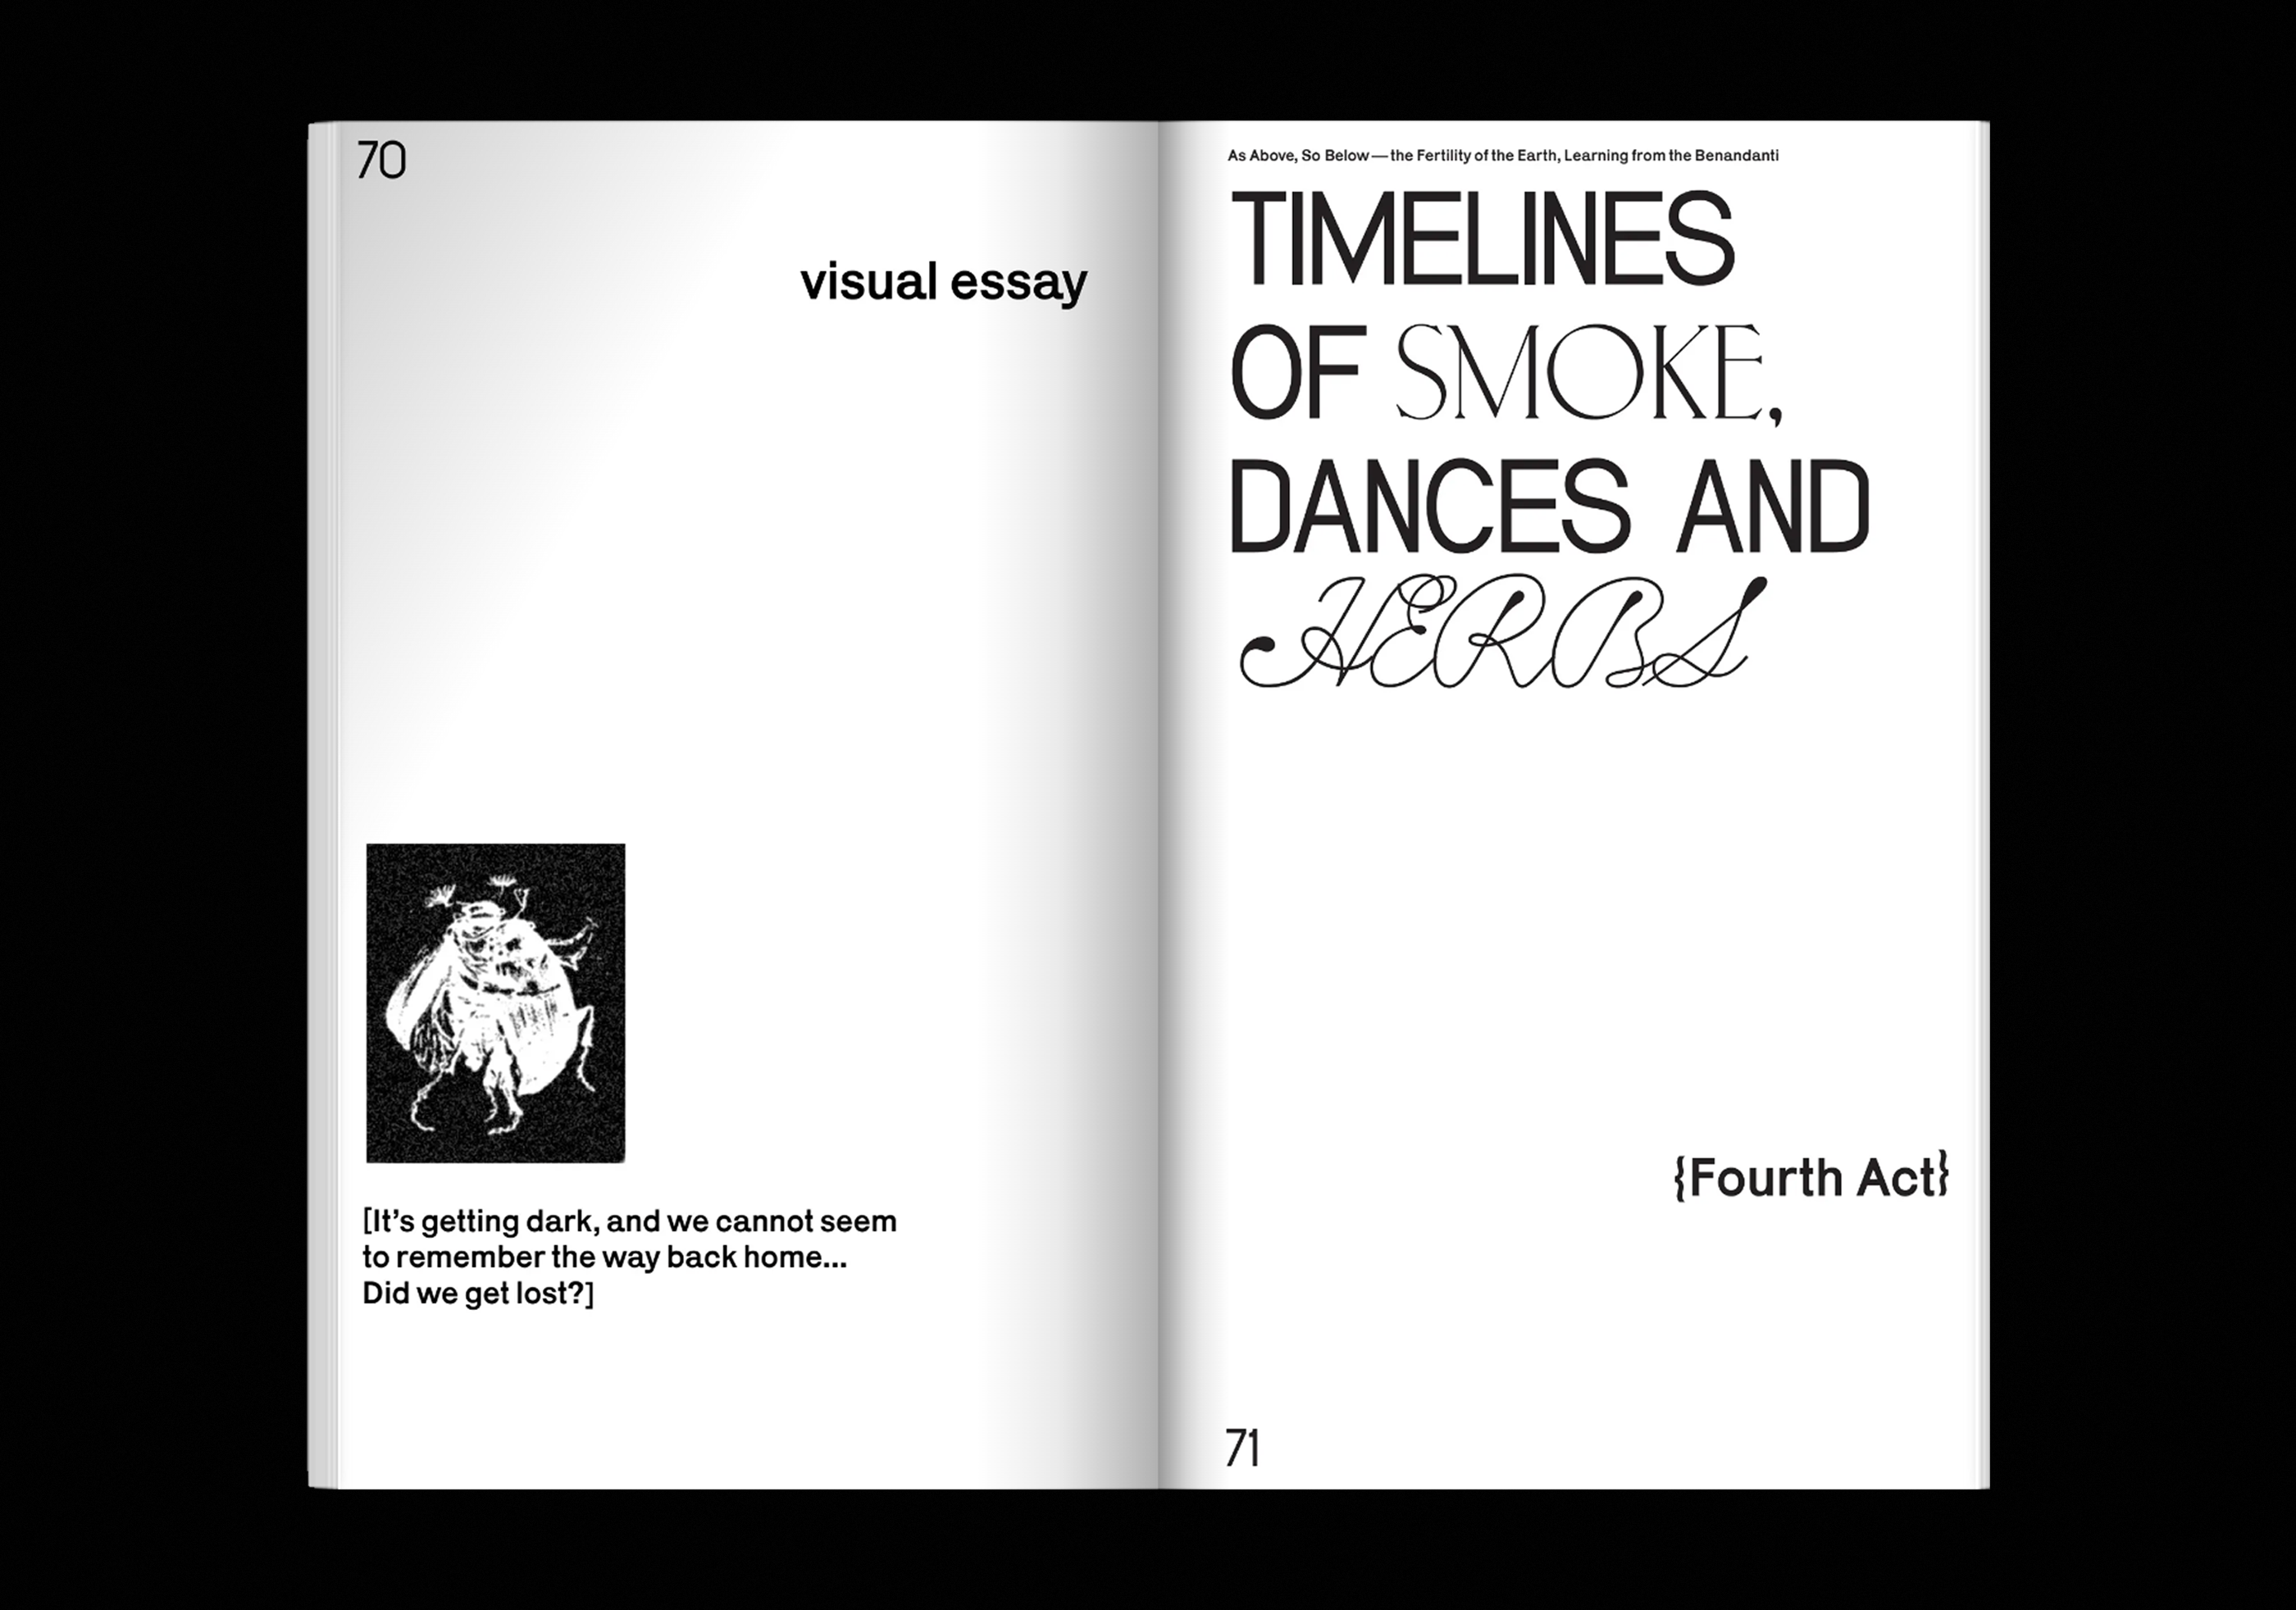 70
visual essay
[It’s getting dark, and we cannot seem
to remember the way back home...
Did we get lost?]
As Above, So Below—the Fertility of the Earth, Learning from the Benandanti
TIMELINES
OF SMOKE,
DANCES AND
HERBS
{Fourth Act}
71